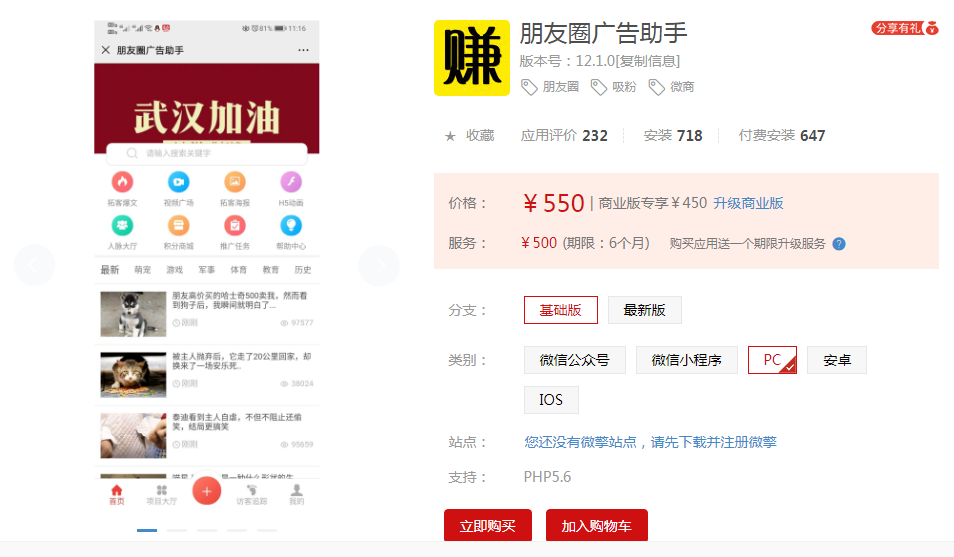 81% 11:16
朋友圈广告助手
武汉加油
请输入搜索关键字
拓客爆文 视频广场 拓客海报 H5动画
人脉大厅 积分商城 推广任务 帮助中心
最新 萌宠 游戏 军事 体育 教育 历史
朋友高价买的哈士奇500卖我，然而看
到狗子后，我瞬间就明白了...
刚刚 97577
被主人抛弃后，它走了20公里回家，却
换来了一场安乐死..
刚刚 38024
泰迪看到主人自虐，不但不阻止还偷
笑，结局更搞笑
刚刚 95659
首页 项目大厅 访客追踪 我的
赚
朋友圈广告助手
分享有礼
版本号：12.1.0[复制信息]
朋友圈 吸粉 微商
收藏 应用评价 232 安装 718 付费安装 647
价格： ¥ 550 | 商业版专享 ¥ 450 升级商业版
服务： ¥ 500 (期限：6个月) 购买应用送一个期限升级服务 ?
分支： 基础版 最新版
类别： 微信公众号 微信小程序 PC 安卓
IOS
站点： 您还没有微擎站点，请先下载并注册微擎
支持： PHP5.6
立即购买 加入购物车